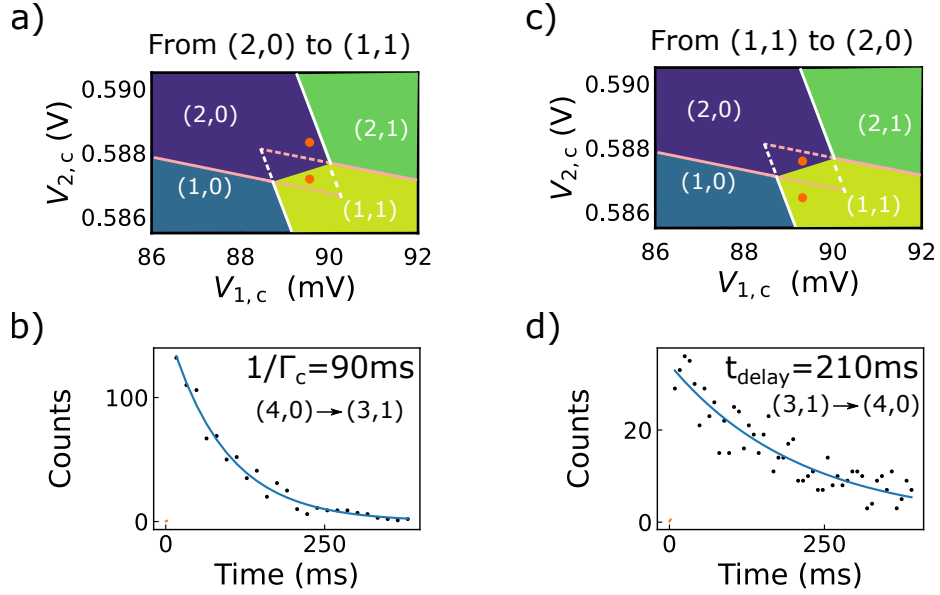 a)
From (2,0) to (1,1)
0.590
0.588
0.586
V2, c (V)
(2,0)
(2,1)
(1,0)
(1,1)
86 88 90 92
V1, c (mV)
b)
1/Γc=90ms
(4,0)→(3,1)
100
0
Counts
0 250
Time (ms)
c)
From (1,1) to (2,0)
0.590
0.588
0.586
V2, c (V)
(2,0)
(2,1)
(1,0)
(1,1)
86 88 90 92
V1, c (mV)
d)
tdelay=210ms
(3,1)→(4,0)
20
0
Counts
0 250
Time (ms)